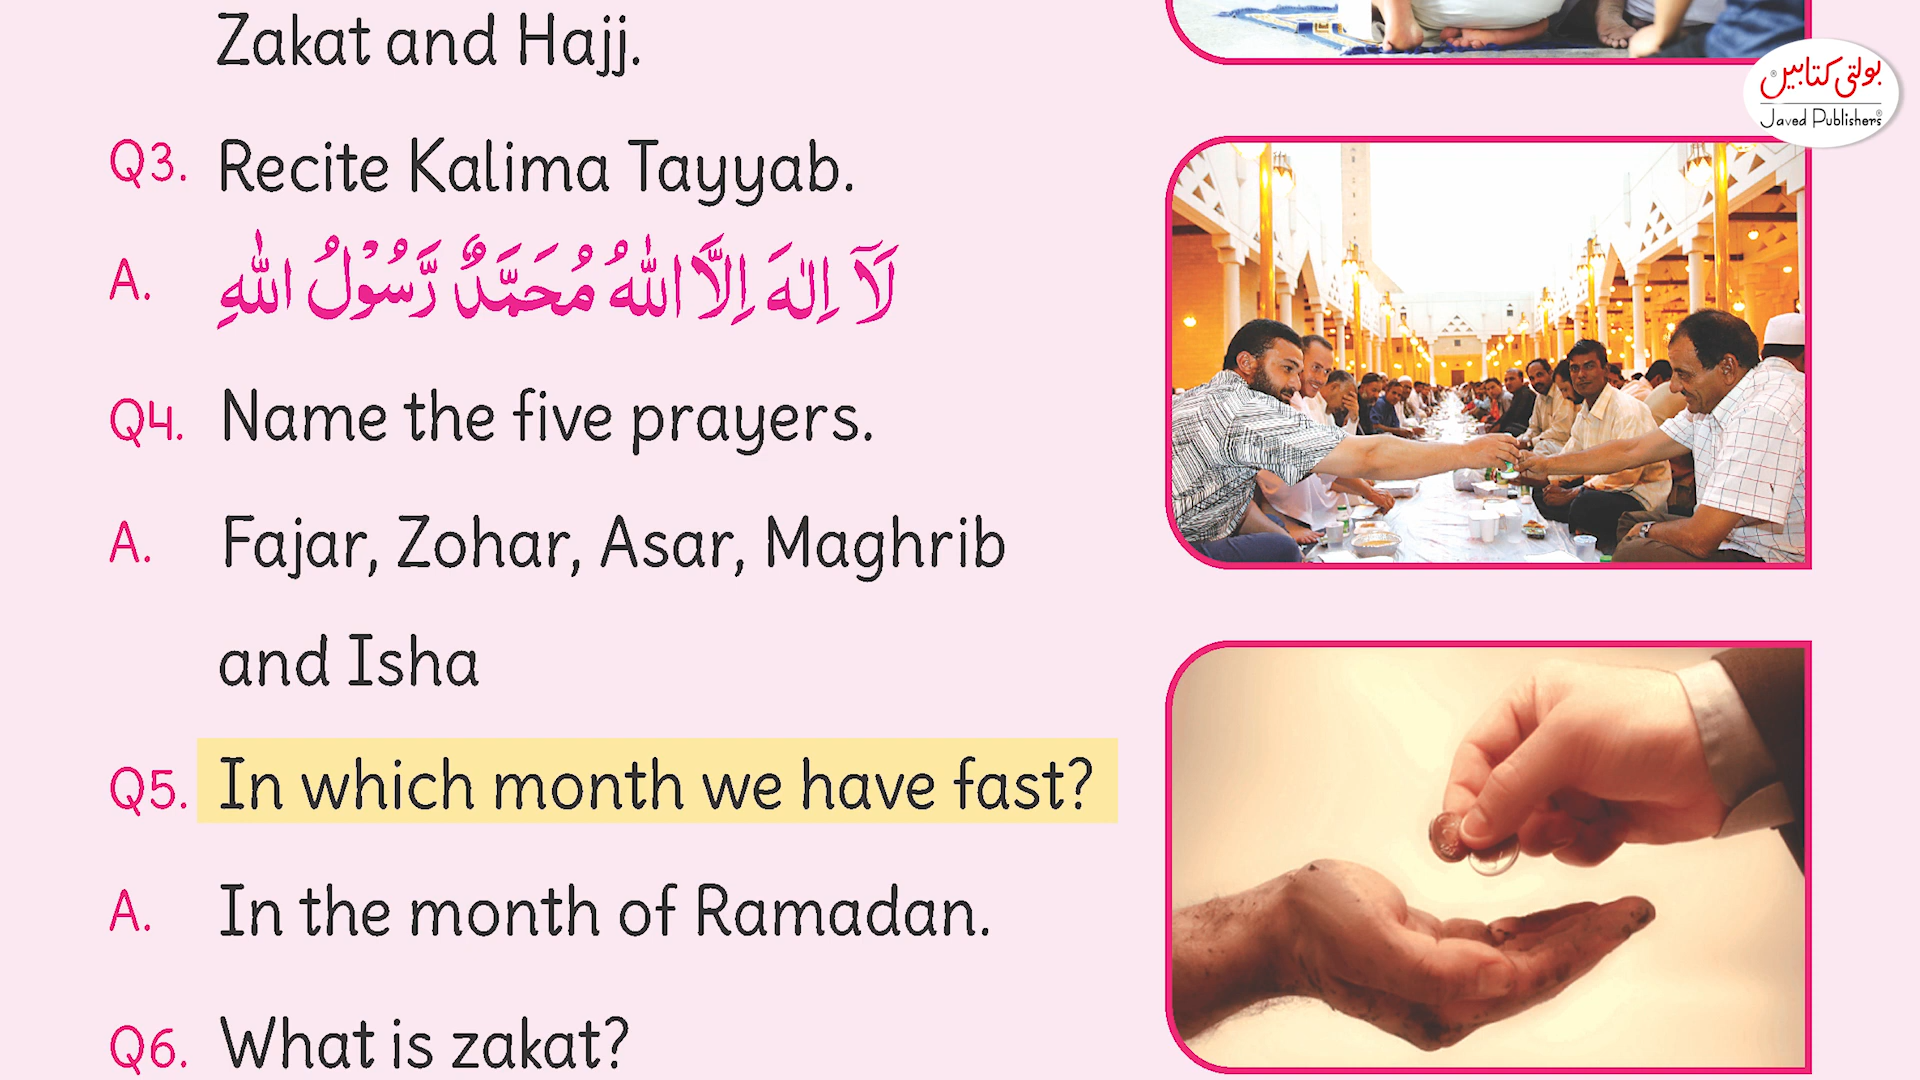 Zakat and Hajj.
Q3. Recite Kalima Tayyab.
A. لَآ اِلٰهَ اِلَّا اللّٰهُ مُحَمَّدٌ رَّسُوْلُ اللّٰهِ
Q4. Name the five prayers.
A. Fajar, Zohar, Asar, Maghrib
and Isha
Q5. In which month we have fast?
A. In the month of Ramadan.
Q6. What is zakat?
بولتی کتابیں®
Javed Publishers®